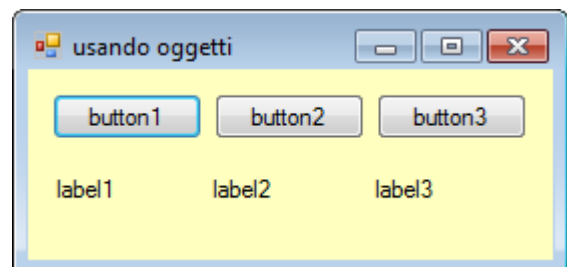 usando oggetti
button1 button2 button3
label1 label2 label3